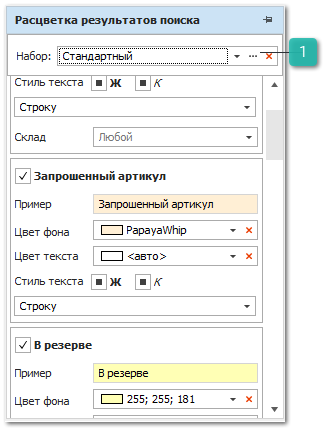 Расцветка результатов поиска
Набор: Стандартный ... 1
Стиль текста Ж К
Строку
Склад Любой
Запрошенный артикул
Пример Запрошенный артикул
Цвет фона PapayaWhip
Цвет текста <авто>
Стиль текста Ж К
Строку
В резерве
Пример В резерве
Цвет фона 255; 255; 181